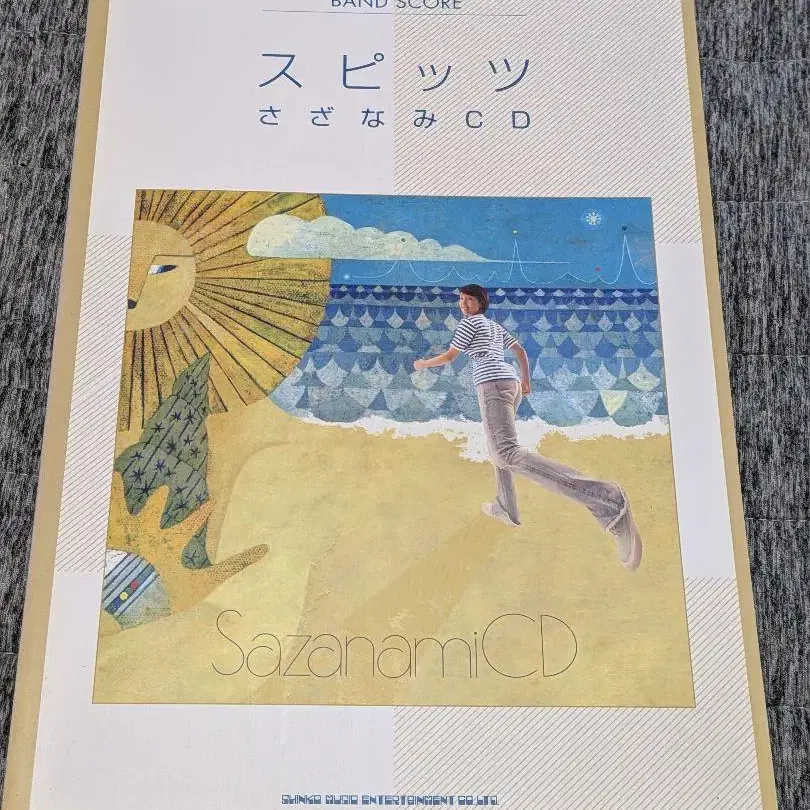 BAND SCORE
スピッツ
さざなみCD
SazanamiCD
SHINKO MUSIC ENTERTAINMENT CO.,LTD.